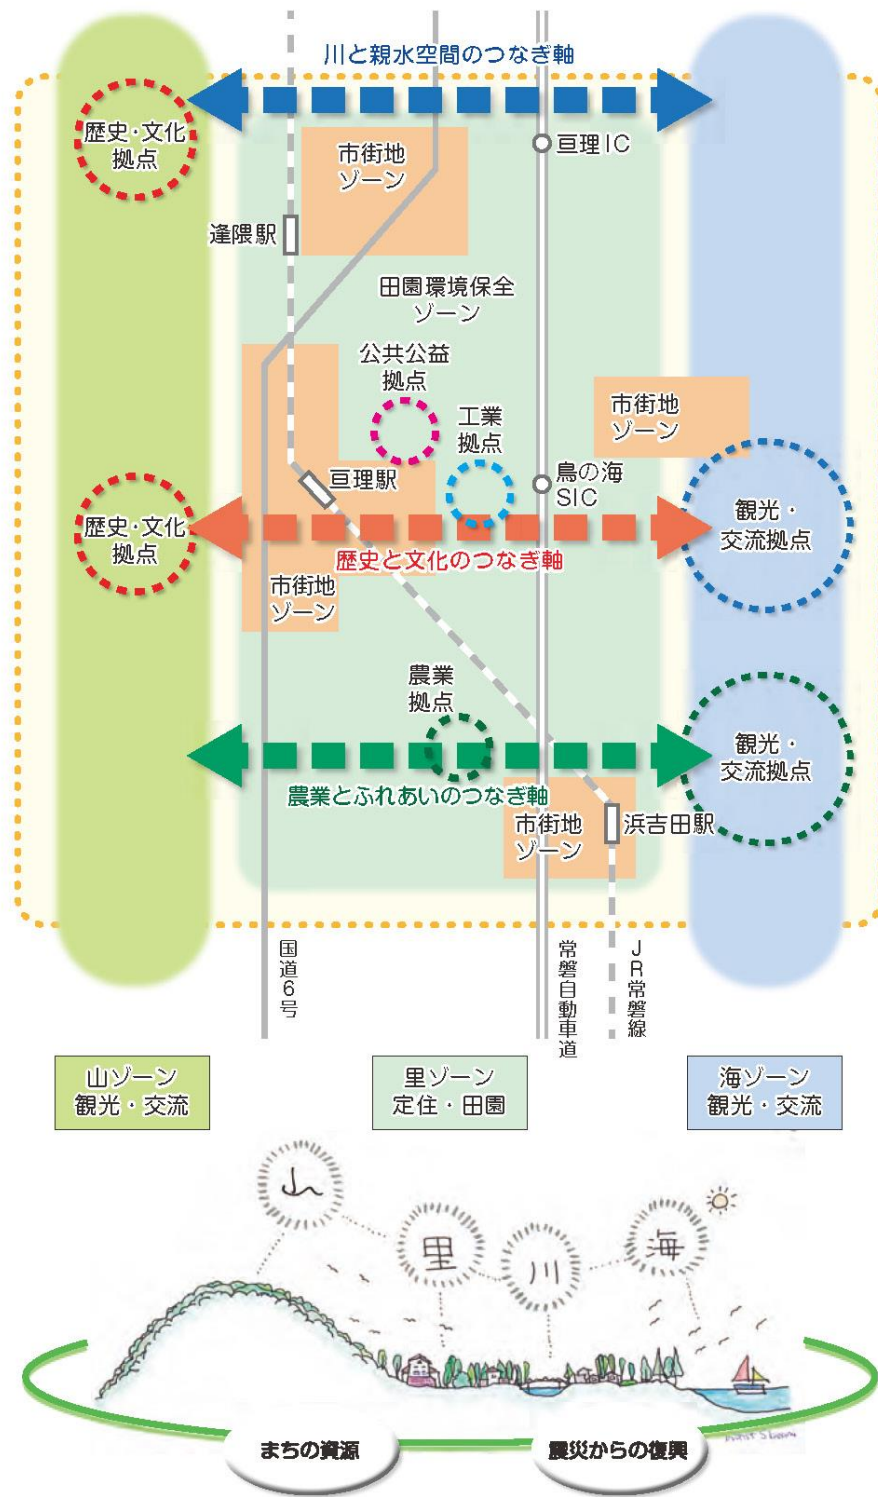 川と親水空間のつなぎ軸
歴史・文化
拠点
市街地
ゾーン
亘理IC
逢隈駅
田園環境保全
ゾーン
公共公益
拠点
工業
拠点
市街地
ゾーン
亘理駅
鳥の海
SIC
歴史・文化
拠点
観光・
交流拠点
歴史と文化のつなぎ軸
市街地
ゾーン
農業
拠点
観光・
交流拠点
農業とふれあいのつなぎ軸
市街地
ゾーン
浜吉田駅
国道6号
常磐自動車道
JR常磐線
山ゾーン
観光・交流
里ゾーン
定住・田園
海ゾーン
観光・交流
山
里
川
海
まちの資源
震災からの復興